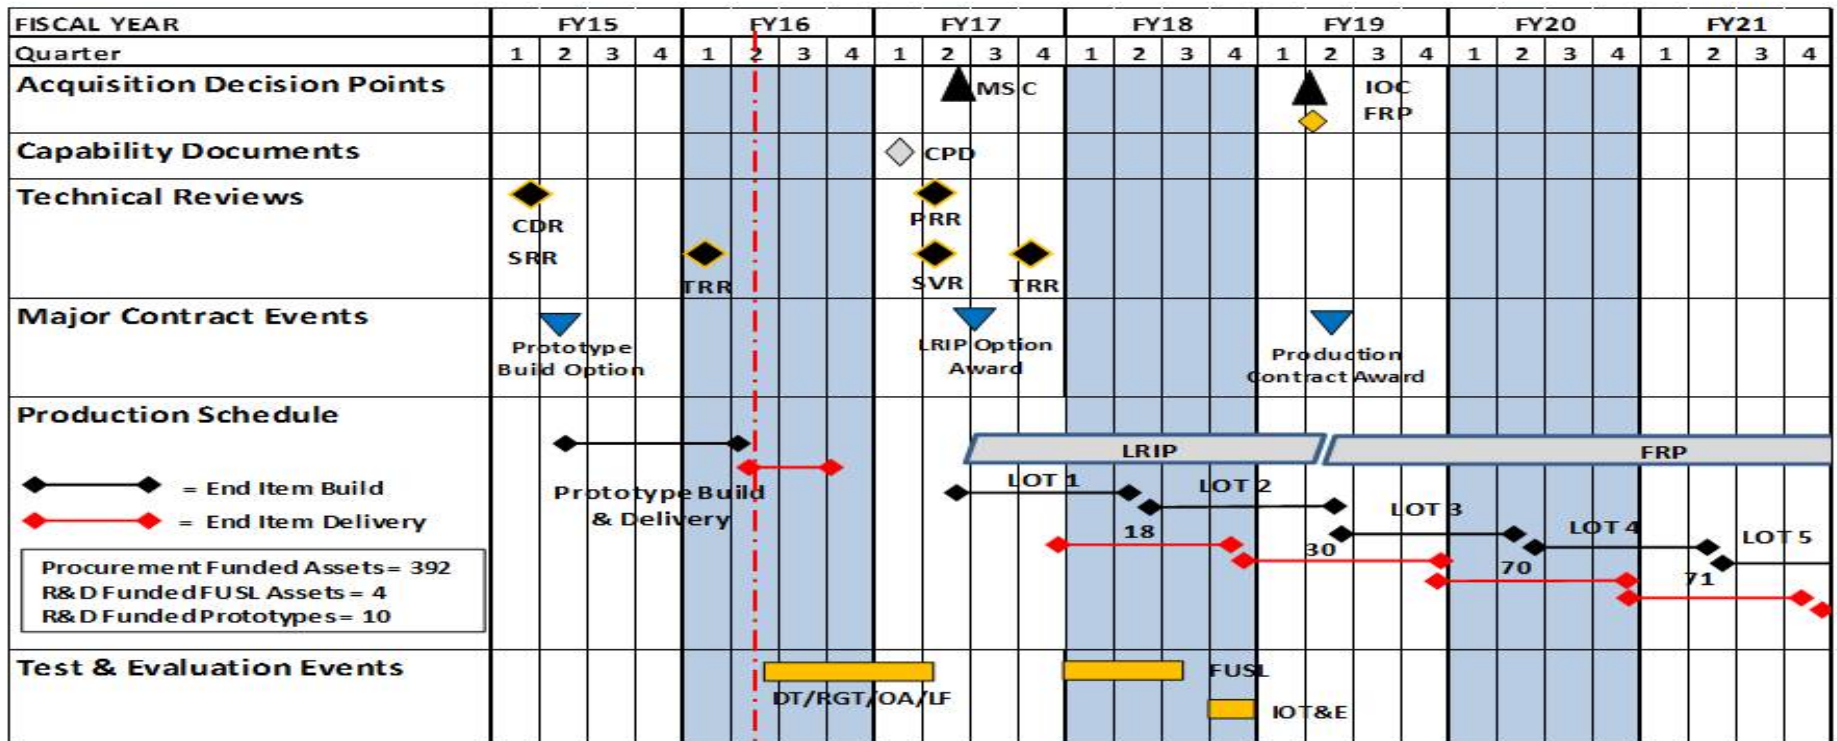 FISCAL YEAR FY15 FY16 FY17 FY18 FY19 FY20 FY21
Quarter 1 2 3 4 1 2 3 4 1 2 3 4 1 2 3 4 1 2 3 4 1 2 3 4 1 2 3 4
Acquisition Decision Points MS C IOC
FRP
Capability Documents CPD
Technical Reviews
CDR PRR
SRR
TRR SVR TRR
Major Contract Events
Prototype LRIP Option Production
Build Option Award Contract Award
Production Schedule
LRIP FRP
LOT 1 LOT 2 LOT 3 LOT 4 LOT 5
= End Item Build
Prototype Build
& Delivery
= End Item Delivery
18 30 70 71
Procurement Funded Assets = 392
R&D Funded FUSL Assets = 4
R&D Funded Prototypes = 10
Test & Evaluation Events
FUSL
DT/RGT/OA/LF
IOT&E